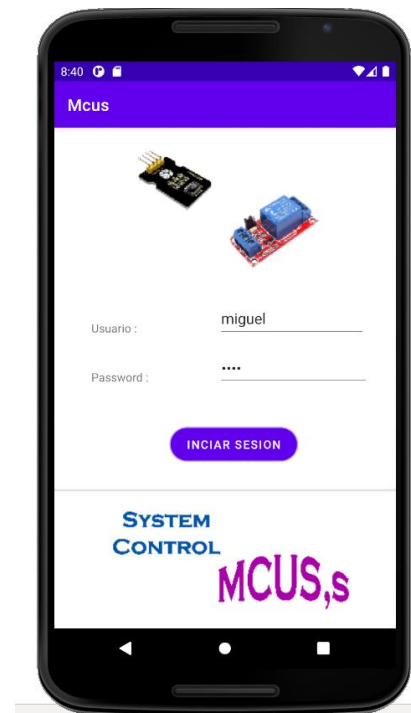 8:40
Mcus
Usuario :
miguel
Password :
••••
INCIAR SESION
SYSTEM
CONTROL
MCUS,s